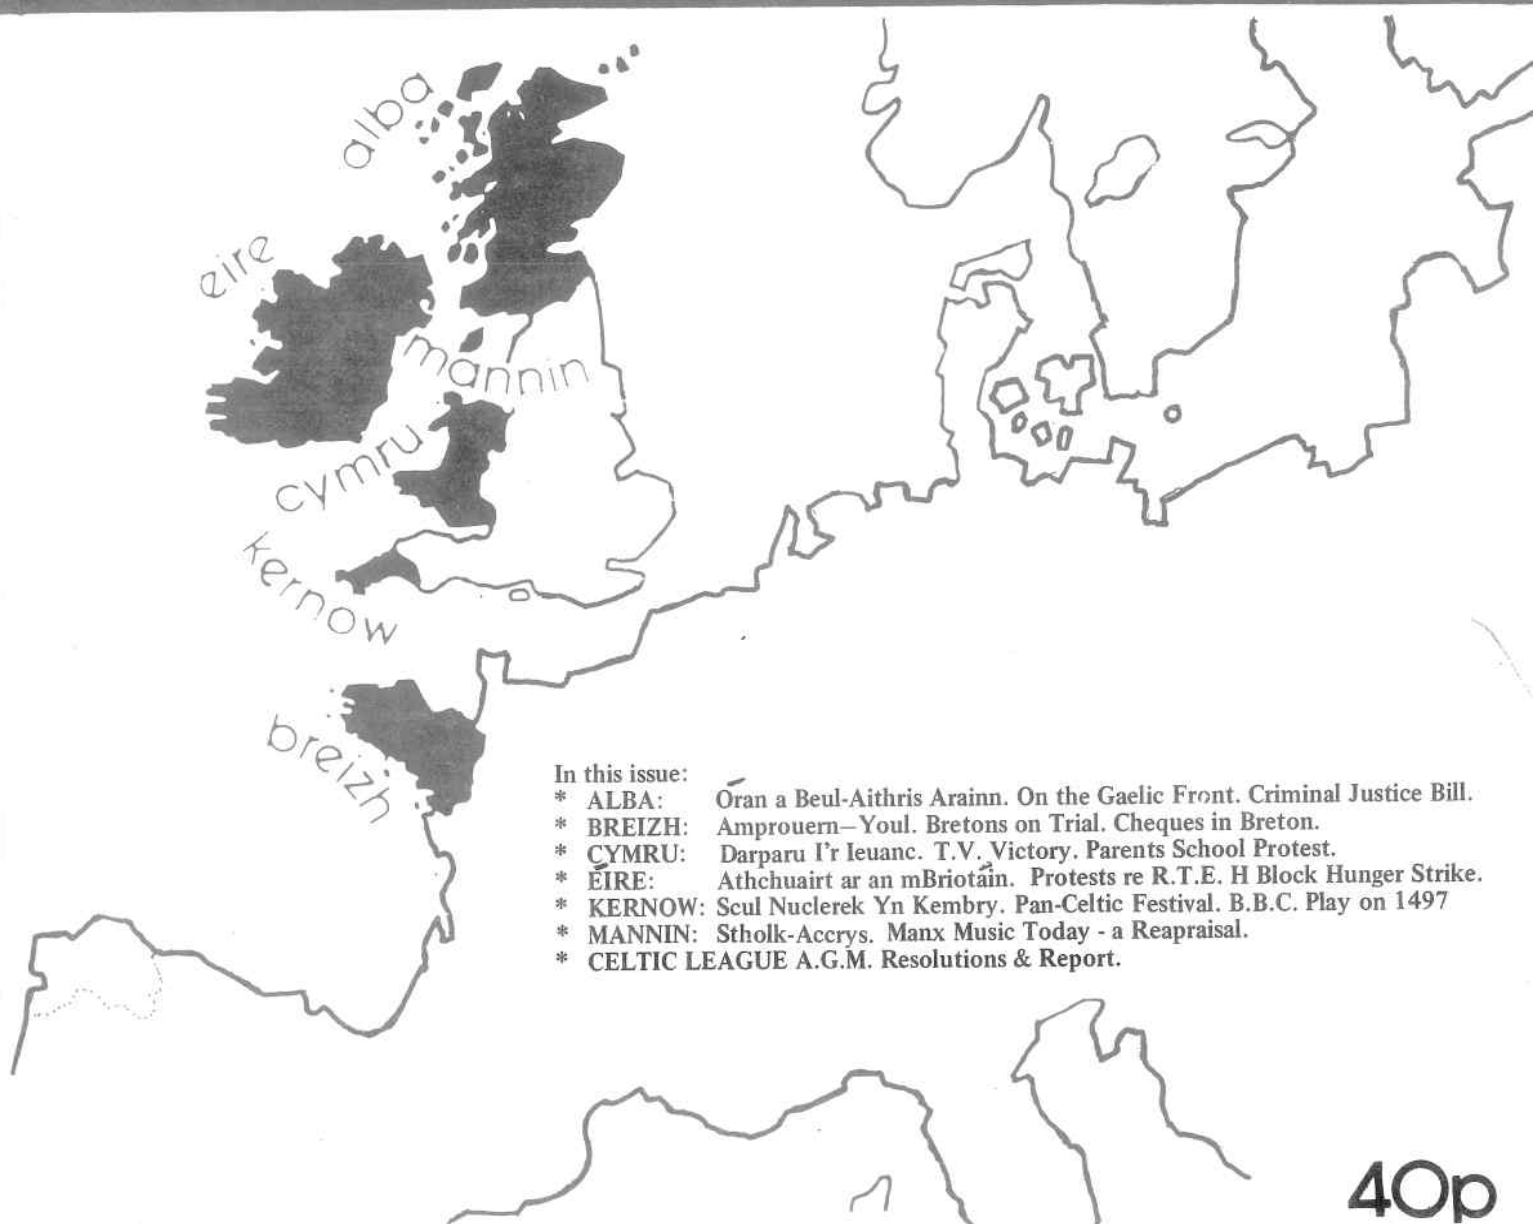 alba
eire
mannin
cymru
kernow
breizh
In this issue:
* ALBA: Óran a Beul-Aithris Arainn. On the Gaelic Front. Criminal Justice Bill.
* BREIZH: Amprouern—Youl. Bretons on Trial. Cheques in Breton.
* CYMRU: Darparu I'r Ieuanc. T.V. Victory. Parents School Protest.
* ÉIRE: Athchuairt ar an mBriotáin. Protests re R.T.E. H Block Hunger Strike.
* KERNOW: Scul Nuclerek Yn Kembry. Pan-Celtic Festival. B.B.C. Play on 1497
* MANNIN: Stholk-Accrys. Manx Music Today - a Reapraisal.
* CELTIC LEAGUE A.G.M. Resolutions & Report.
40p